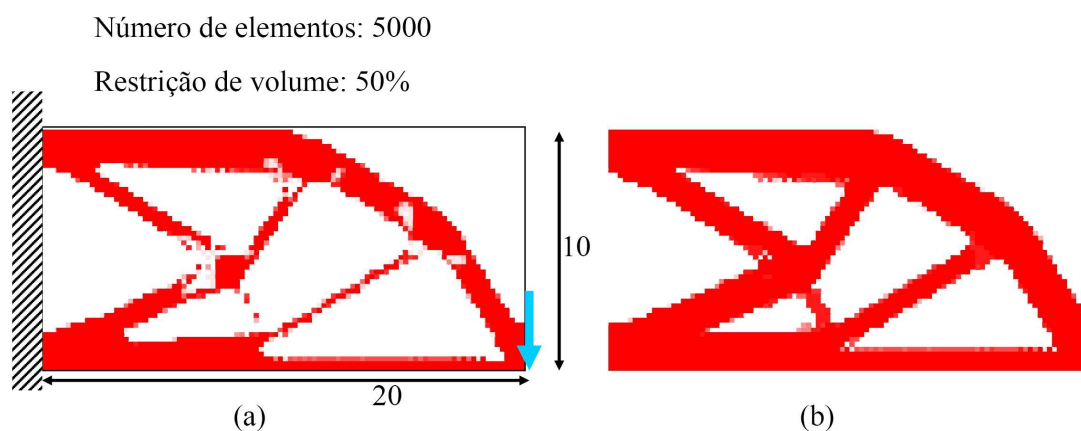 Número de elementos: 5000
Restrição de volume: 50%
10
20
(a)
(b)